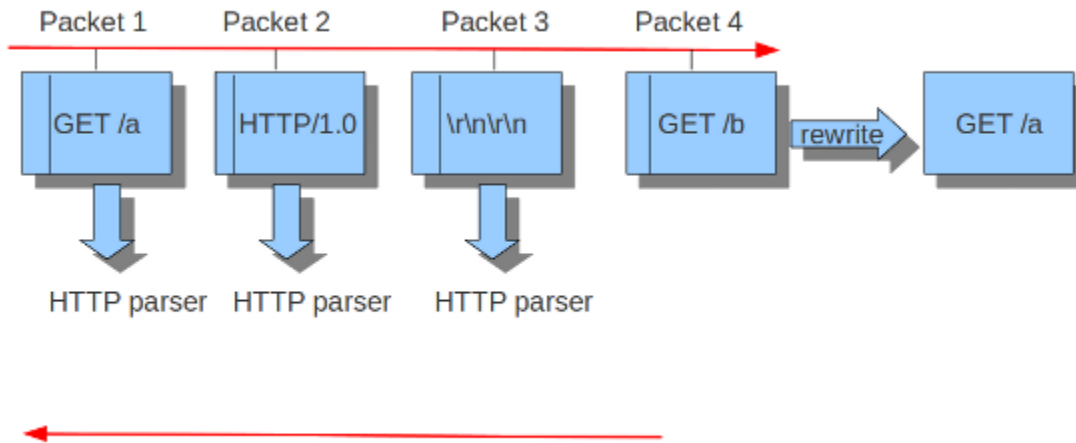 Packet 1
Packet 2
Packet 3
Packet 4
GET /a
HTTP/1.0
\r\n\r\n
GET /b
rewrite
GET /a
HTTP parser
HTTP parser
HTTP parser